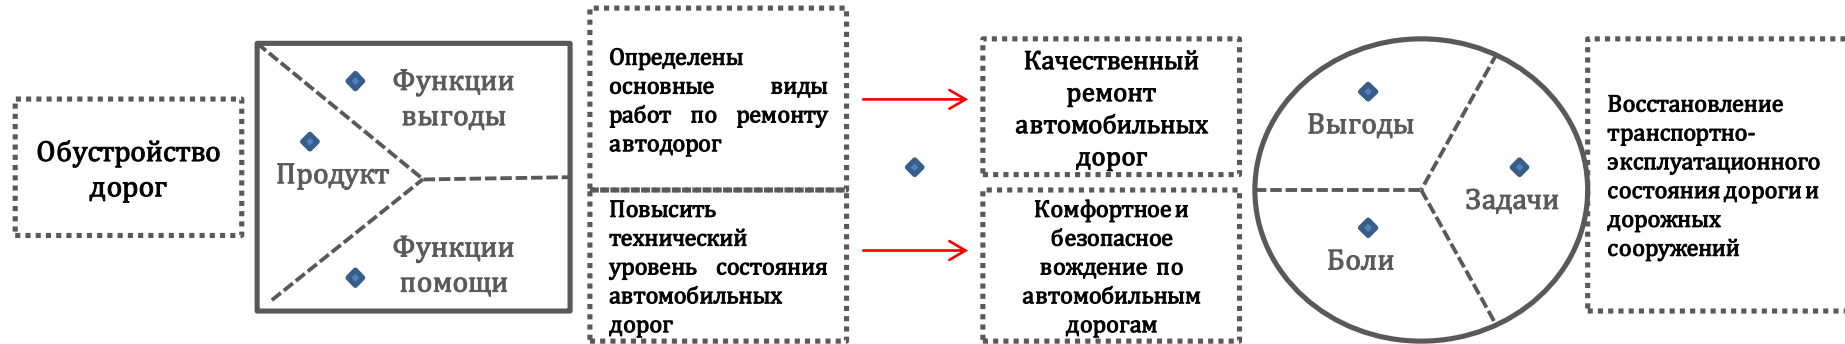 Обустройство
дорог
Функции
выгоды
Продукт
Функции
помощи
Определены
основные виды
работ по ремонту
автодорог
Повысить
технический
уровень состояния
автомобильных
дорог
Качественный
ремонт
автомобильных
дорог
Комфортное и
безопасное
вождение по
автомобильным
дорогам
Выгоды
Задачи
Боли
Восстановление
транспортно-
эксплуатационного
состояния дороги и
дорожных
сооружений